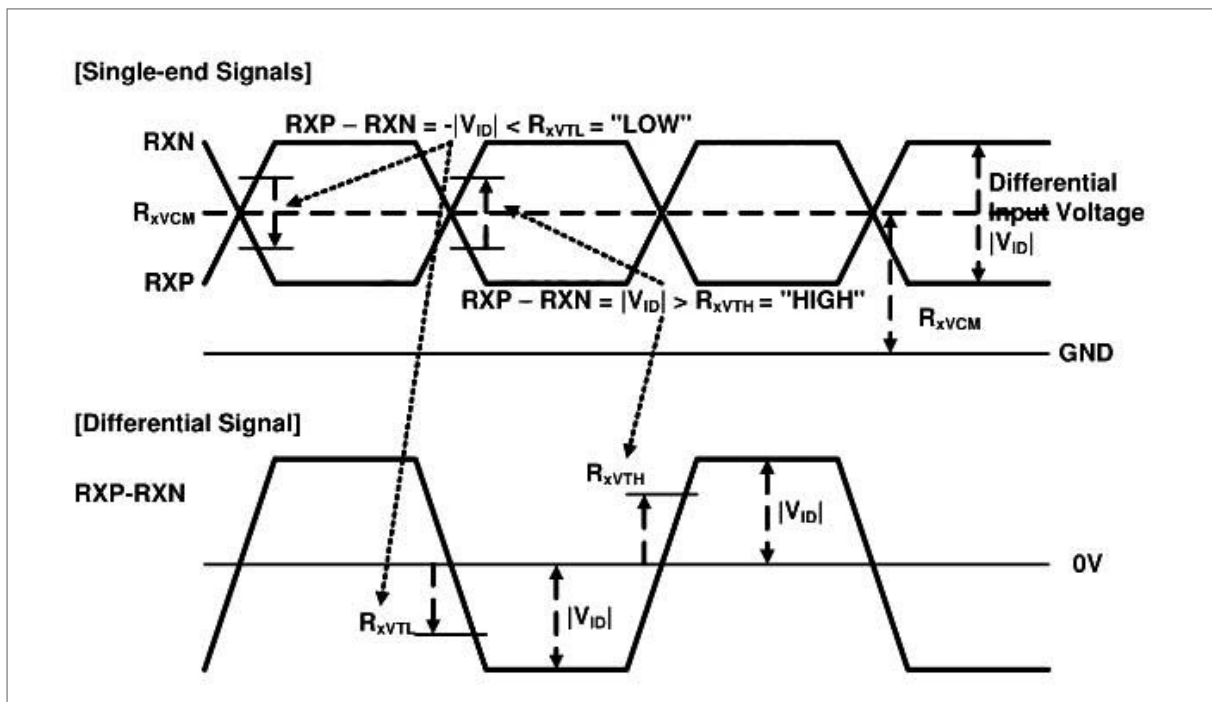 [Single-end Signals]
RXP – RXN = -|VID| < RxVTL = "LOW"
RXN
RxVCM
Differential
Input Voltage
|VID|
RXP
RXP – RXN = |VID| > RxVTH = "HIGH"
RxVCM
GND
[Differential Signal]
RxVTH
RXP-RXN
|VID|
0V
RxVTL
|VID|